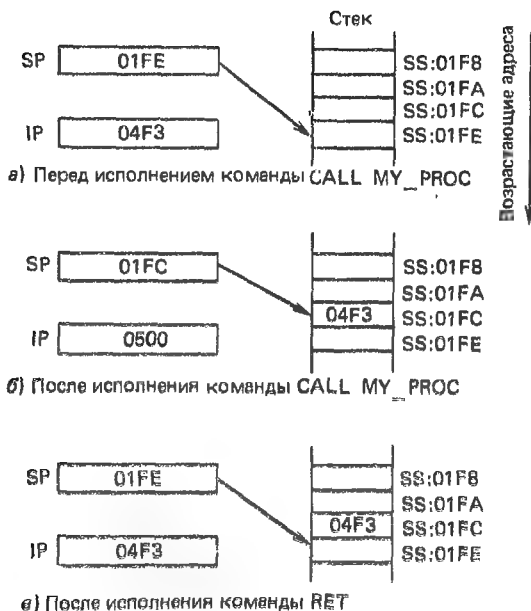 Стек
SP 01FE
SS:01F8
SS:01FA
SS:01FC
IP 04F3
SS:01FE
Возрастающие адреса
а) Перед исполнением команды CALL MY_PROC
SP 01FC
SS:01F8
SS:01FA
04F3 SS:01FC
IP 0500
SS:01FE
б) После исполнения команды CALL MY_PROC
SP 01FE
SS:01F8
SS:01FA
04F3 SS:01FC
IP 04F3
SS:01FE
в) После исполнения команды RET